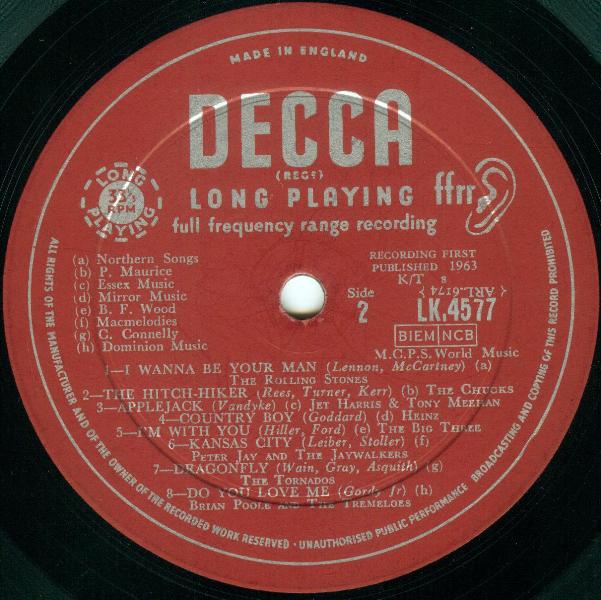 MADE IN ENGLAND
DECCA
(REGD)
LONG PLAYING ffrr
full frequency range recording
LONG PLAYING
33⅓
RPM
(a) Northern Songs
(b) P. Maurice
(c) Essex Music
(d) Mirror Music
(e) B. F. Wood
(f) Macmelodies
(g) C. Connelly
(h) Dominion Music
RECORDING FIRST
PUBLISHED 1963
K/T s
ARL-6174
Side
2
LK.4577
BIEM NCB
M.C.P.S. World Music
1—I WANNA BE YOUR MAN (Lennon, McCartney) (a)
THE ROLLING STONES
2—THE HITCH-HIKER (Rees, Turner, Kerr) (b) THE CHUCKS
3—APPLEJACK (Vandyke) (c) JET HARRIS & TONY MEEHAN
4—COUNTRY BOY (Goddard) (d) HEINZ
5—I'M WITH YOU (Hiller, Ford) (e) THE BIG THREE
6—KANSAS CITY (Leiber, Stoller) (f)
PETER JAY AND THE JAYWALKERS
7—DRAGONFLY (Wain, Gray, Asquith) (g)
THE TORNADOS
8—DO YOU LOVE ME (Gordy Jr) (h)
BRIAN POOLE AND THE TREMELOES
ALL RIGHTS OF THE MANUFACTURER AND OF THE OWNER OF THE RECORDED WORK RESERVED · UNAUTHORISED PUBLIC PERFORMANCE BROADCASTING AND COPYING OF THIS RECORD PROHIBITED